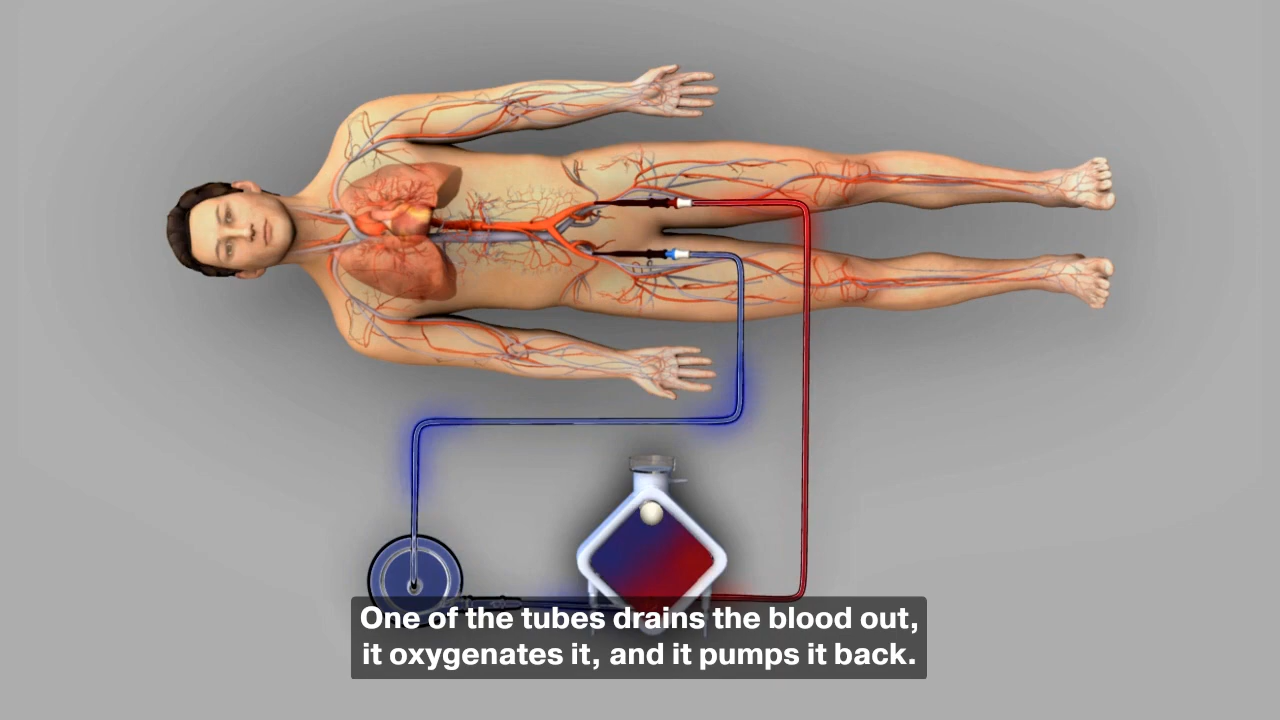 One of the tubes drains the blood out,
it oxygenates it, and it pumps it back.